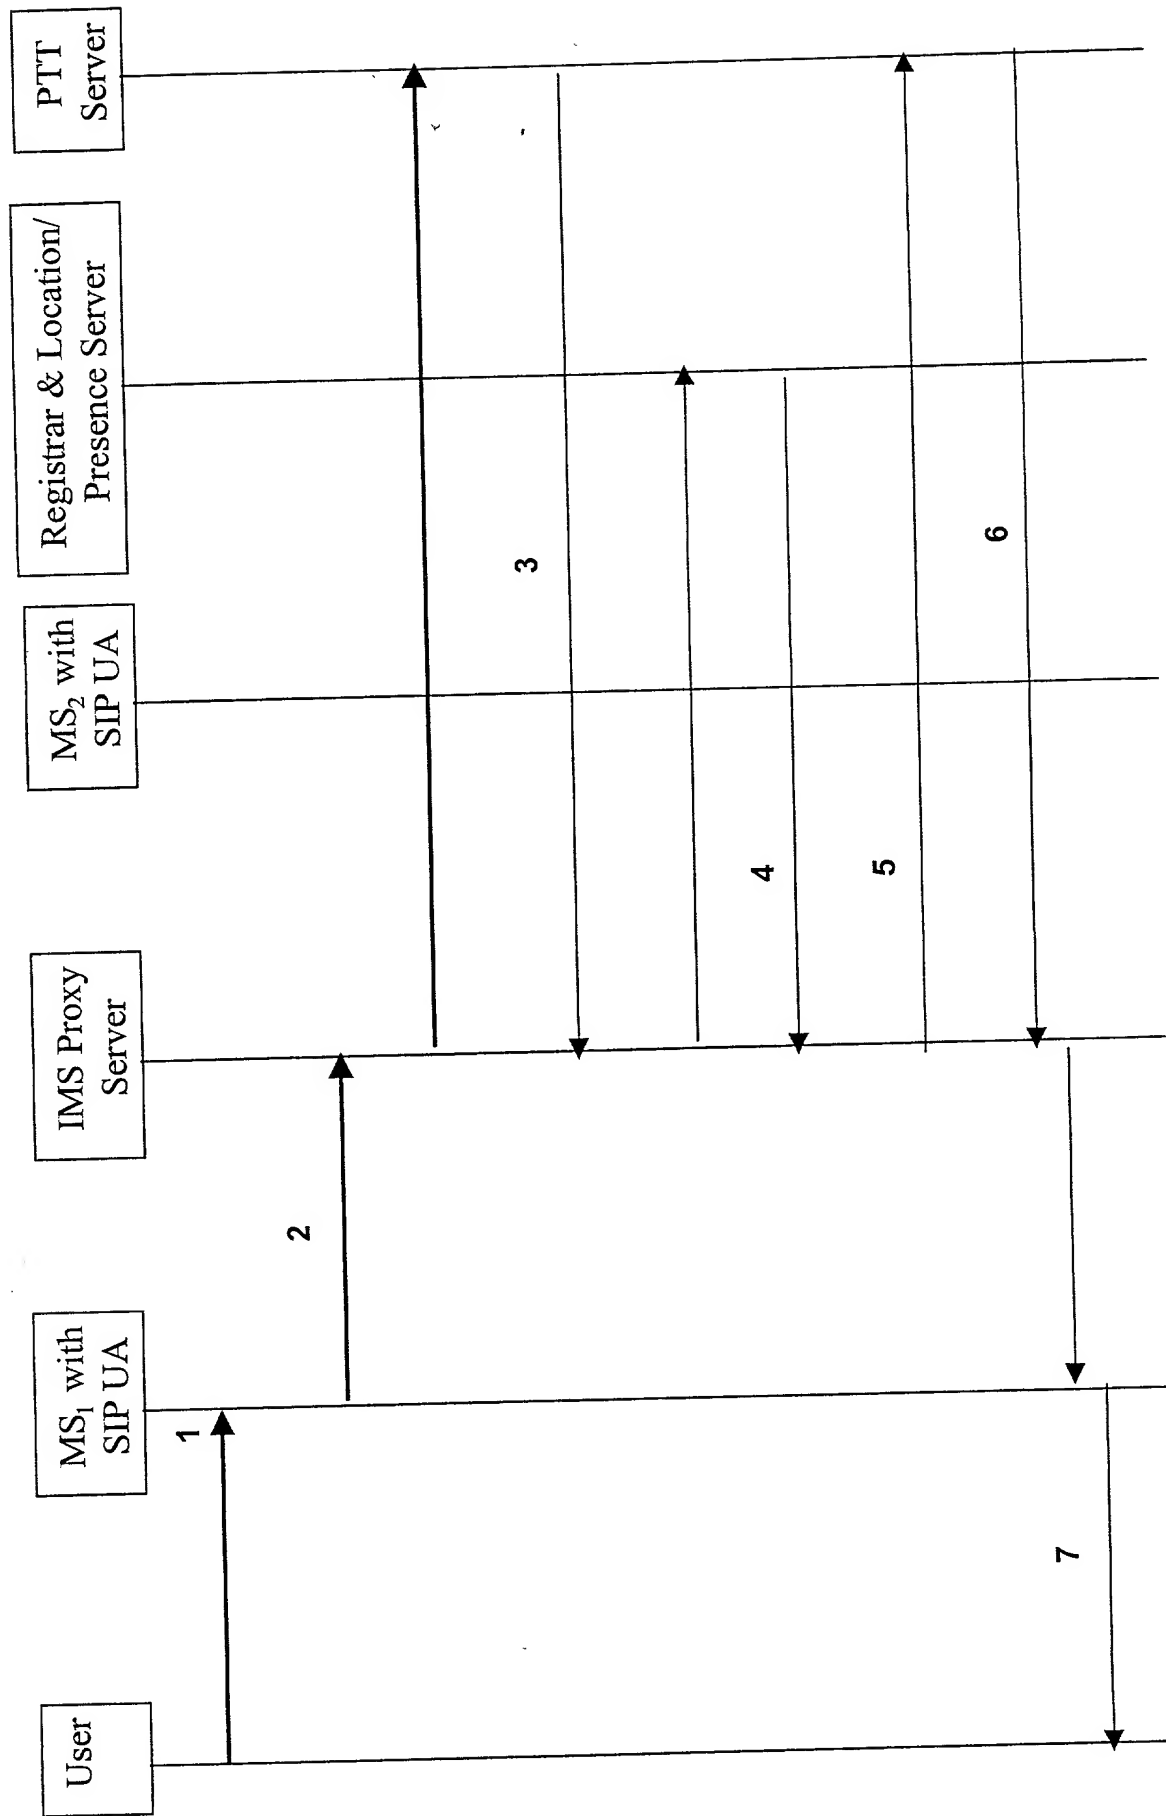 User
MS₁ with
SIP UA
IMS Proxy
Server
MS₂ with
SIP UA
Registrar & Location/
Presence Server
PTT
Server
1
2
3
4
5
6
7